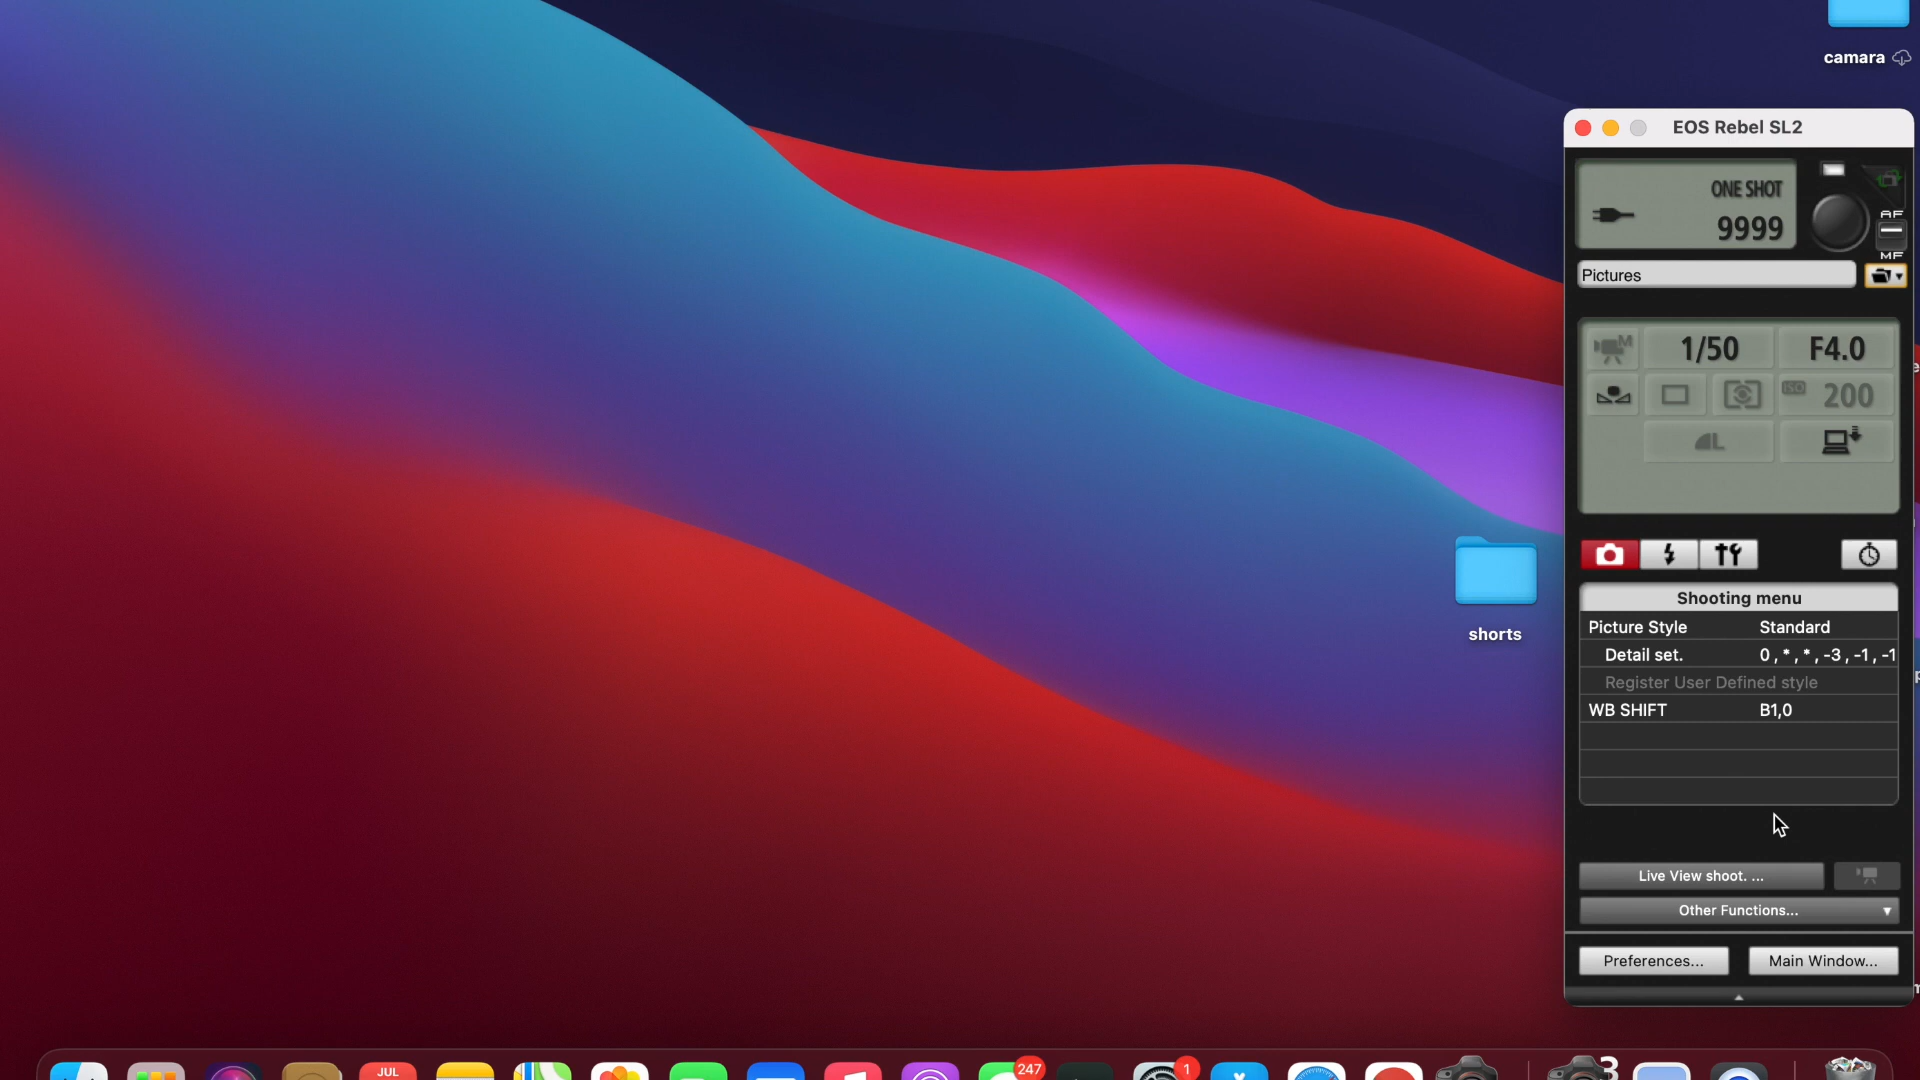 camara
EOS Rebel SL2
ONE SHOT
9999
AF
MF
Pictures
M
1/50
F4.0
ISO 200
L
Shooting menu
Picture Style Standard
Detail set. 0 , * , * , -3 , -1 , -1
Register User Defined style
WB SHIFT B1,0
shorts
Live View shoot. ...
Other Functions...
Preferences...
Main Window...
JUL
247
1
3